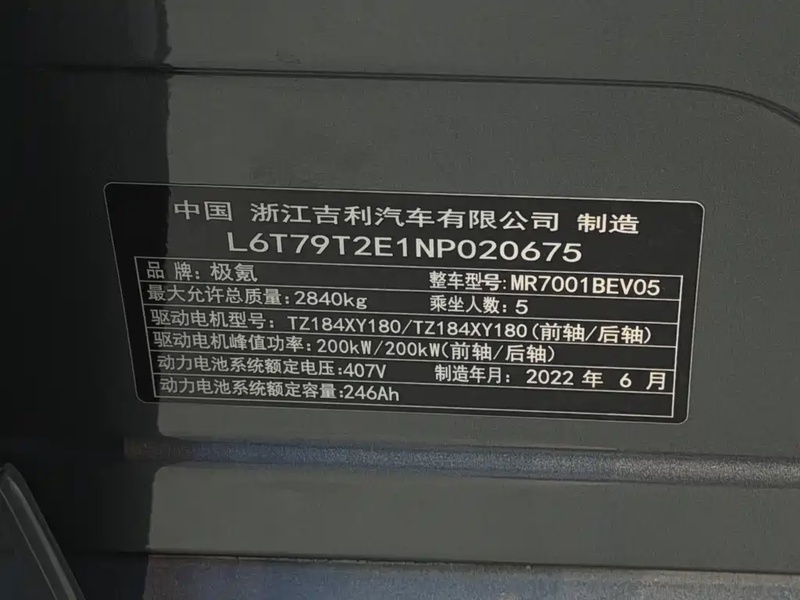 中国 浙江吉利汽车有限公司 制造
L6T79T2E1NP020675
品牌:极氪 整车型号:MR7001BEV05
最大允许总质量:2840kg 乘坐人数:5
驱动电机型号: TZ184XY180/TZ184XY180(前轴/后轴)
驱动电机峰值功率:200kW/200kW(前轴/后轴)
动力电池系统额定电压:407V 制造年月: 2022 年 6 月
动力电池系统额定容量:246Ah